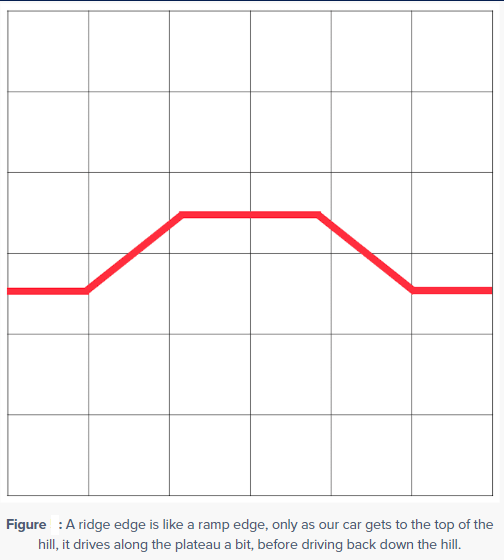 Figure : A ridge edge is like a ramp edge, only as our car gets to the top of the
hill, it drives along the plateau a bit, before driving back down the hill.